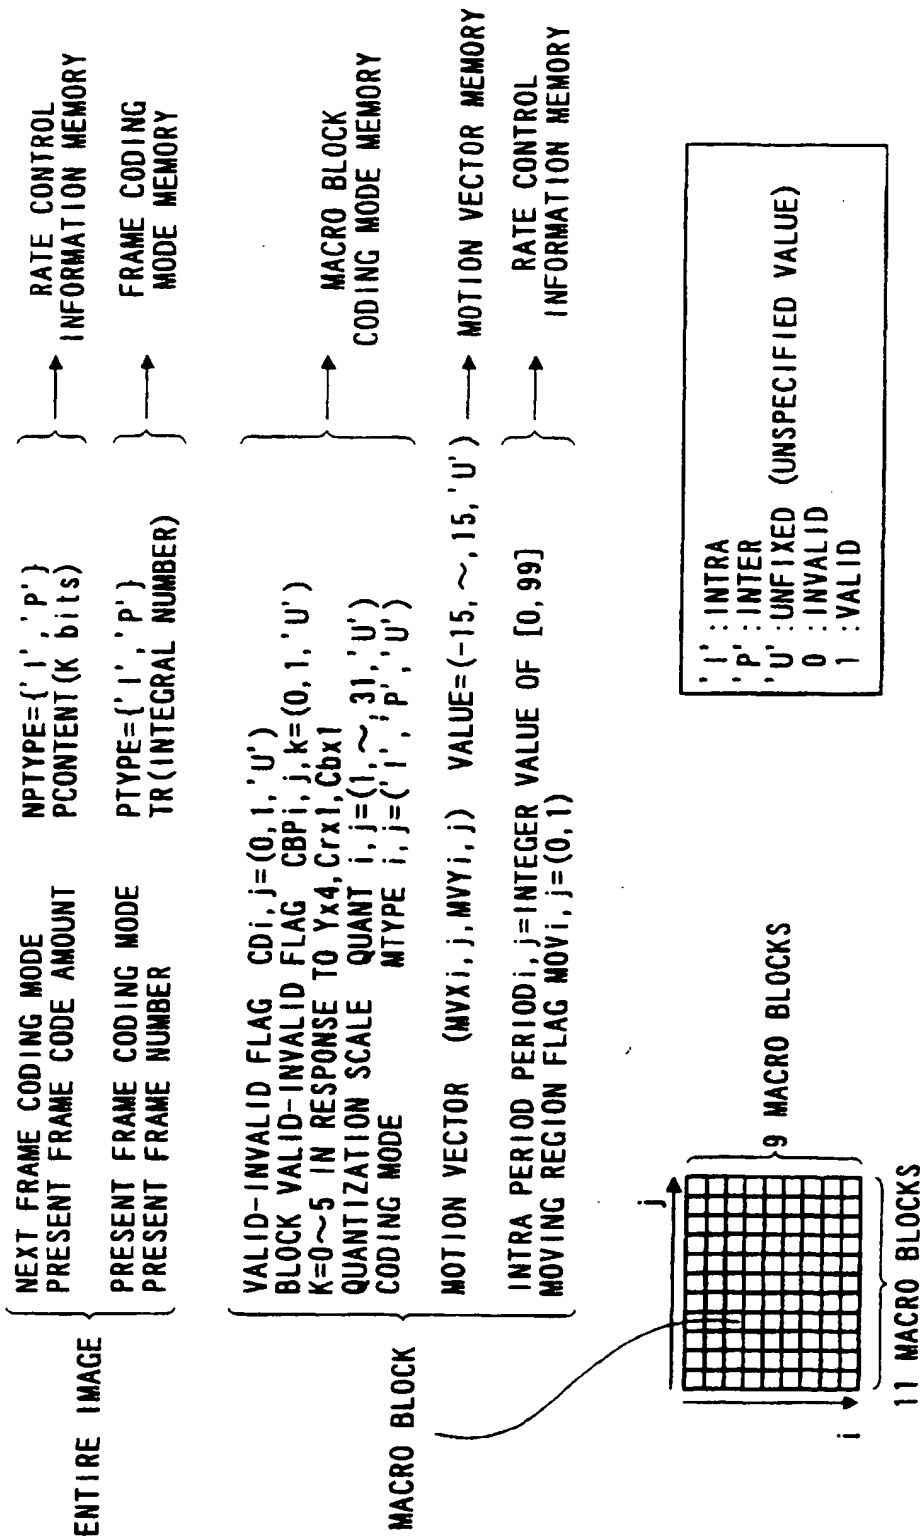 ENTIRE IMAGE
NEXT FRAME CODING MODE NPTYPE={'I','P'}
PRESENT FRAME CODE AMOUNT PCONTENT(K bits)
RATE CONTROL
INFORMATION MEMORY
PRESENT FRAME CODING MODE PTYPE={'I','P'}
PRESENT FRAME NUMBER TR(INTEGRAL NUMBER)
FRAME CODING
MODE MEMORY
MACRO BLOCK
VALID-INVALID FLAG CDi,j=(0,1,'U')
BLOCK VALID-INVALID FLAG CBPi,j,k=(0,1,'U')
K=0~5 IN RESPONSE TO Yx4,Crx1,Cbx1
QUANTIZATION SCALE QUANT i,j=(1,~,31,'U')
CODING MODE MTYPE i,j=('I','P','U')
MACRO BLOCK
CODING MODE MEMORY
MOTION VECTOR (MVXi,j,MVYi,j) VALUE=(-15,~,15,'U')
MOTION VECTOR MEMORY
INTRA PERIOD PERIODi,j=INTEGER VALUE OF [0,99]
MOVING REGION FLAG MOVi,j=(0,1)
RATE CONTROL
INFORMATION MEMORY
j
i
9 MACRO BLOCKS
11 MACRO BLOCKS
'I':INTRA
'P':INTER
'U':UNFIXED (UNSPECIFIED VALUE)
0 :INVALID
1 :VALID